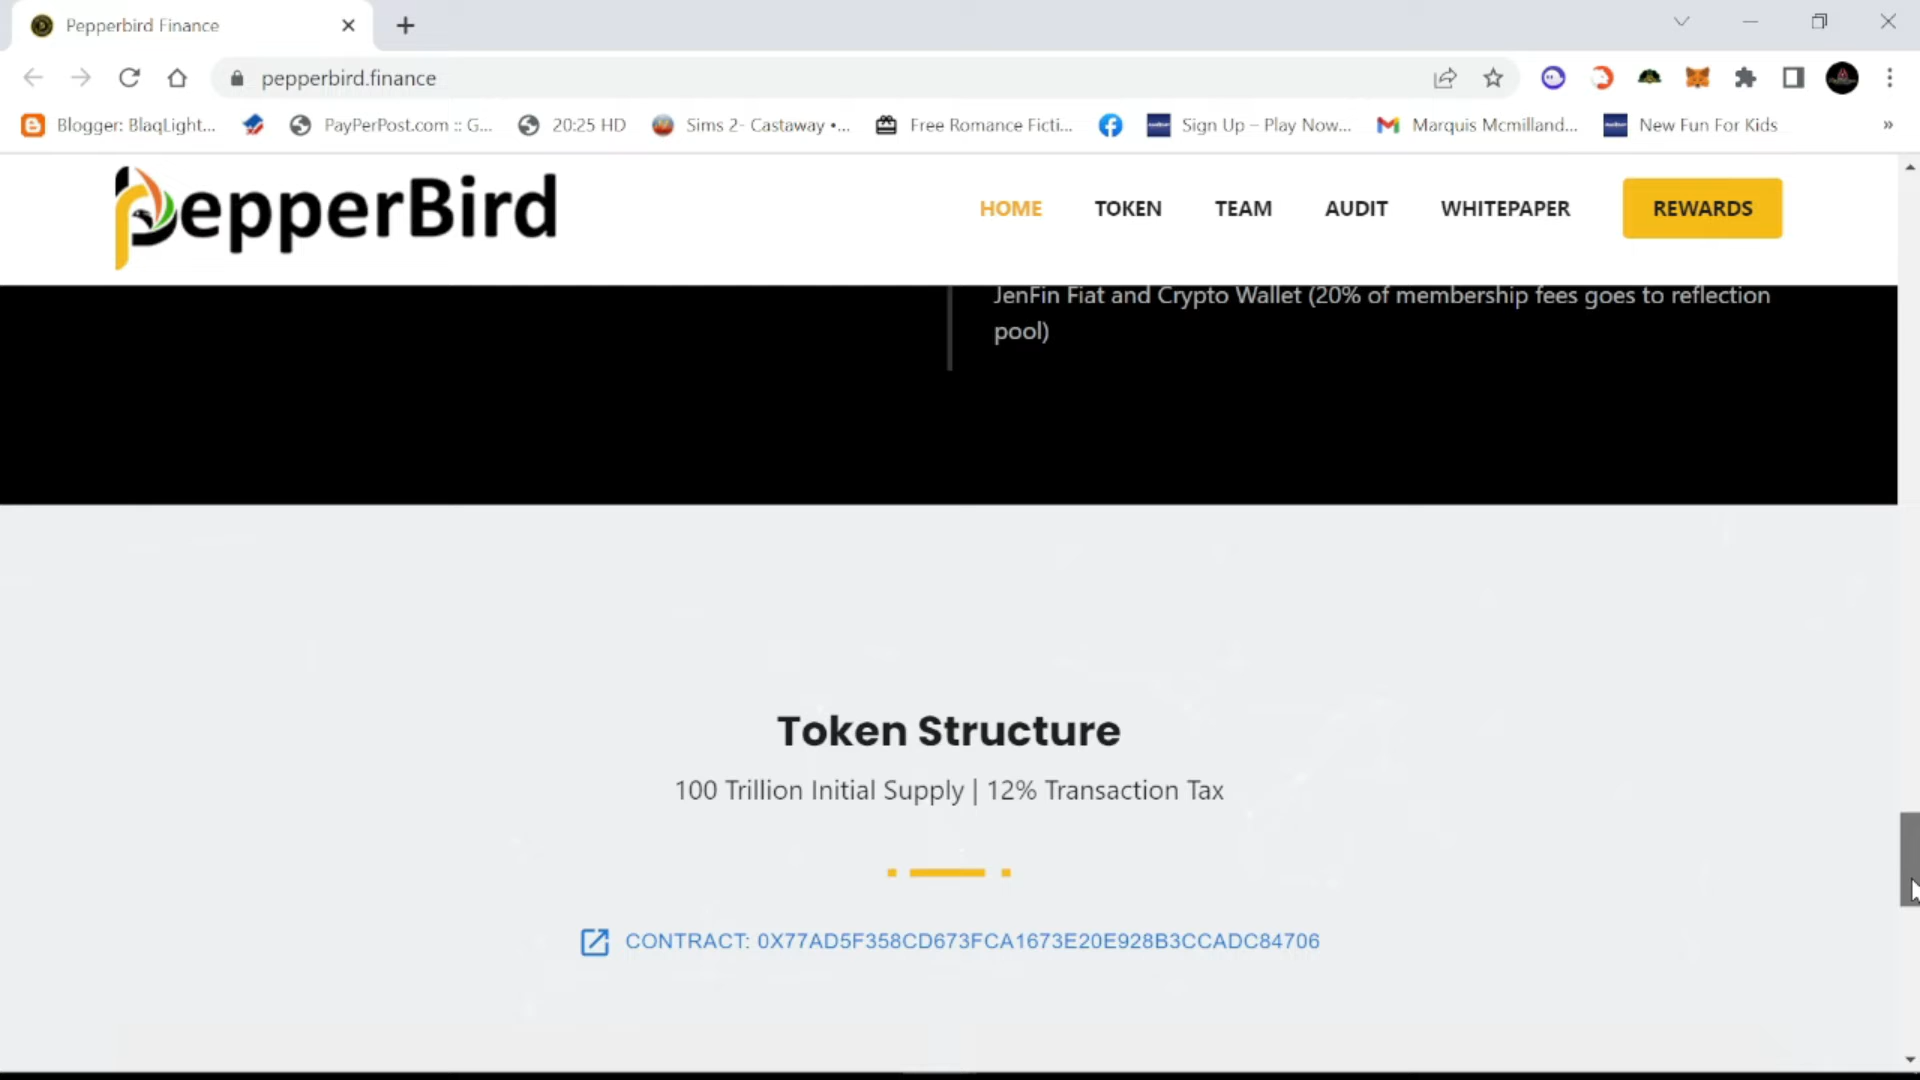 Pepperbird Finance
pepperbird.finance
Blogger: BlaqLight...
PayPerPost.com :: G...
20:25 HD
Sims 2- Castaway •...
Free Romance Ficti...
Sign Up – Play Now...
Marquis Mcmilland...
New Fun For Kids
»
PepperBird
HOME
TOKEN
TEAM
AUDIT
WHITEPAPER
REWARDS
JenFin Fiat and Crypto Wallet (20% of membership fees goes to reflection
pool)
Token Structure
100 Trillion Initial Supply | 12% Transaction Tax
CONTRACT: 0X77AD5F358CD673FCA1673E20E928B3CCADC84706